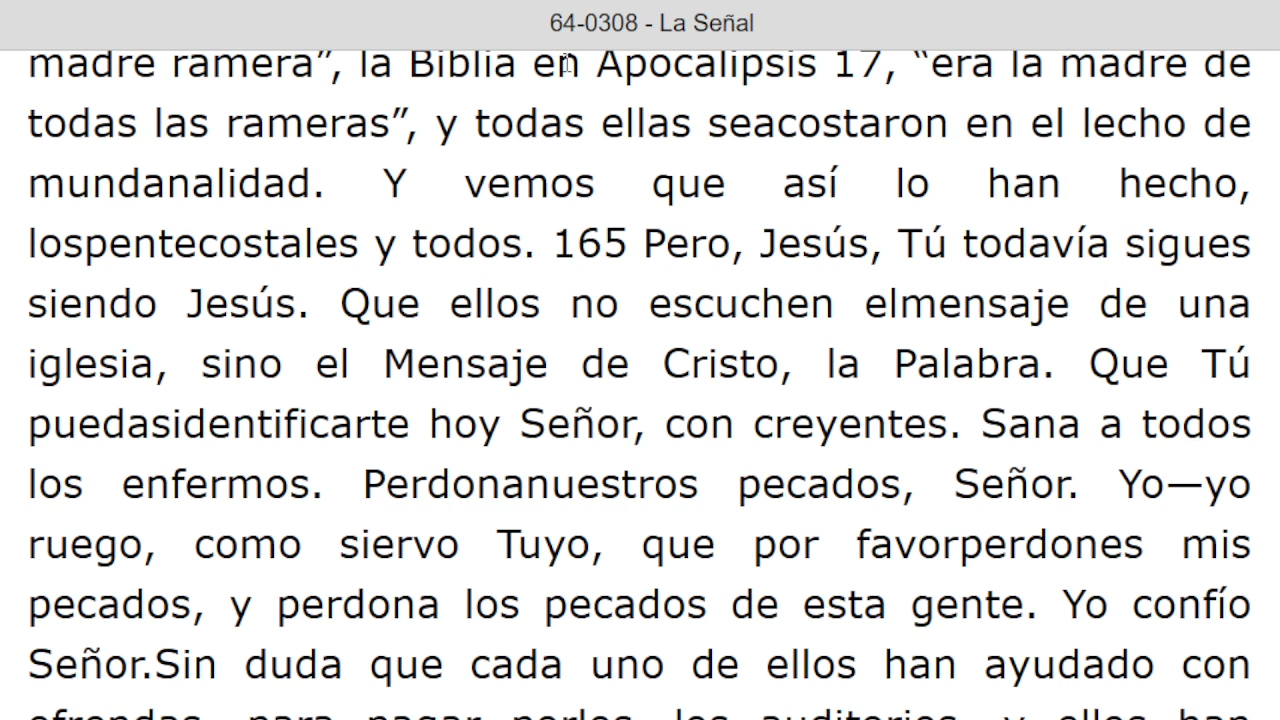 64-0308 - La Señal
madre ramera”, la Biblia en Apocalipsis 17, “era la madre de
todas las rameras”, y todas ellas seacostaron en el lecho de
mundanalidad. Y vemos que así lo han hecho,
lospentecostales y todos. 165 Pero, Jesús, Tú todavía sigues
siendo Jesús. Que ellos no escuchen elmensaje de una
iglesia, sino el Mensaje de Cristo, la Palabra. Que Tú
puedasidentificarte hoy Señor, con creyentes. Sana a todos
los enfermos. Perdonanuestros pecados, Señor. Yo—yo
ruego, como siervo Tuyo, que por favorperdones mis
pecados, y perdona los pecados de esta gente. Yo confío
Señor.Sin duda que cada uno de ellos han ayudado con